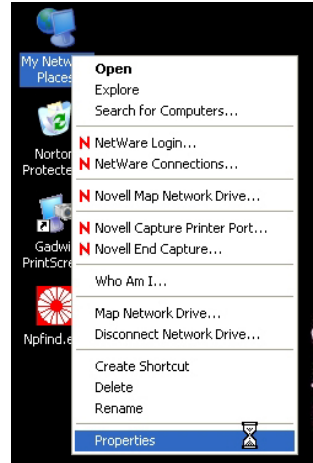 My Netw
Places
Norton
Protecte
Gadwi
PrintScre
Npfind.e
Open
Explore
Search for Computers...
N NetWare Login...
N NetWare Connections...
N Novell Map Network Drive...
N Novell Capture Printer Port...
N Novell End Capture...
Who Am I...
Map Network Drive...
Disconnect Network Drive...
Create Shortcut
Delete
Rename
Properties